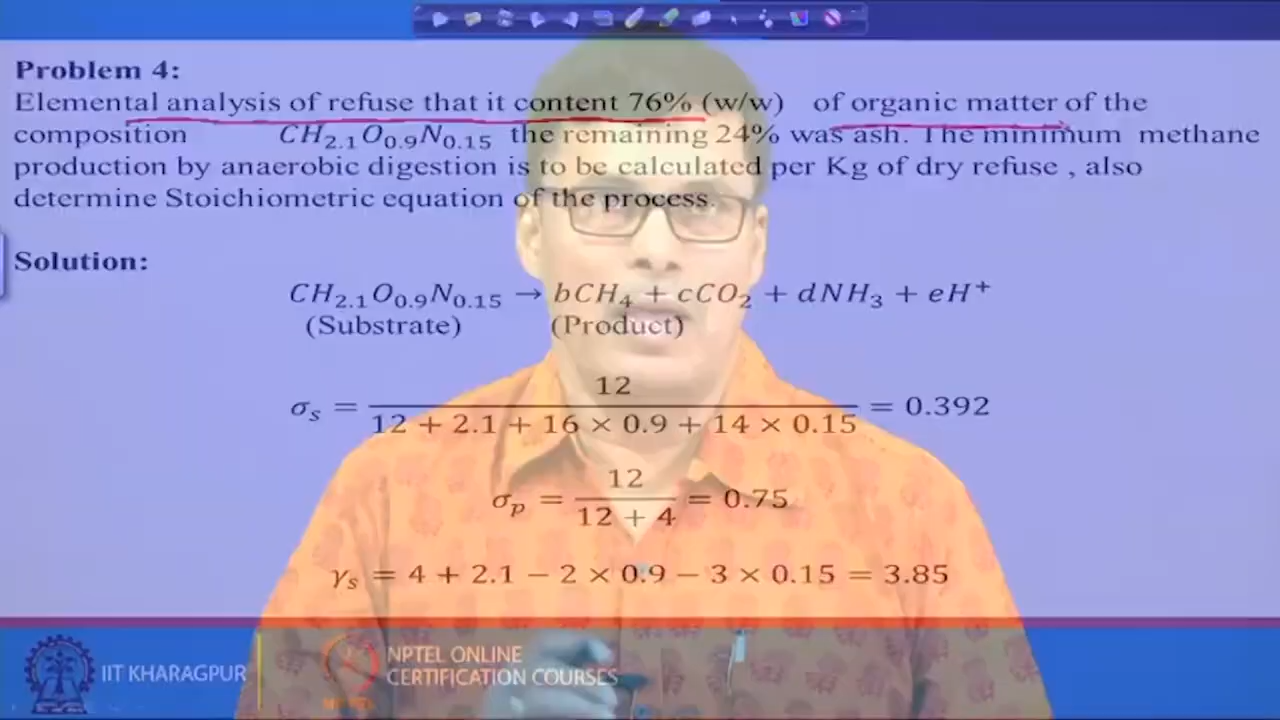 Problem 4:
Elemental analysis of refuse that it content 76% (w/w) of organic matter of the
composition CH₂.₁O₀.₉N₀.₁₅ the remaining 24% was ash. The minimum methane
production by anaerobic digestion is to be calculated per Kg of dry refuse , also
determine Stoichiometric equation of the process.
Solution:
CH₂.₁O₀.₉N₀.₁₅ → bCH₄ + cCO₂ + dNH₃ + eH⁺
(Substrate) (Product)
σₛ = 12 / (12 + 2.1 + 16 × 0.9 + 14 × 0.15) = 0.392
σₚ = 12 / (12 + 4) = 0.75
γₛ = 4 + 2.1 − 2 × 0.9 − 3 × 0.15 = 3.85
IIT KHARAGPUR
NPTEL ONLINE
CERTIFICATION COURSES